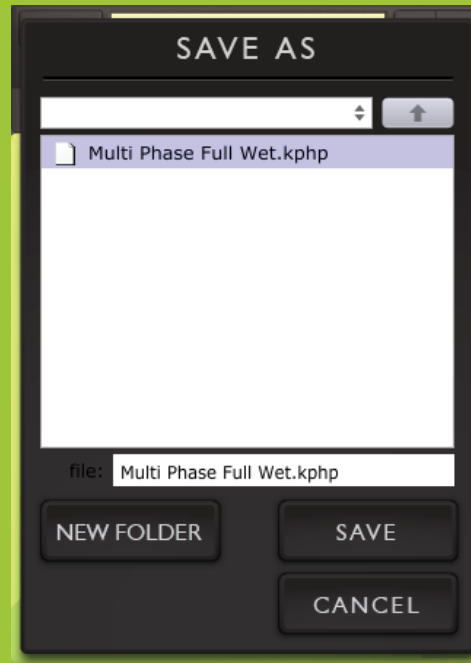 SAVE AS
Multi Phase Full Wet.kphp
file: Multi Phase Full Wet.kphp
NEW FOLDER
SAVE
CANCEL